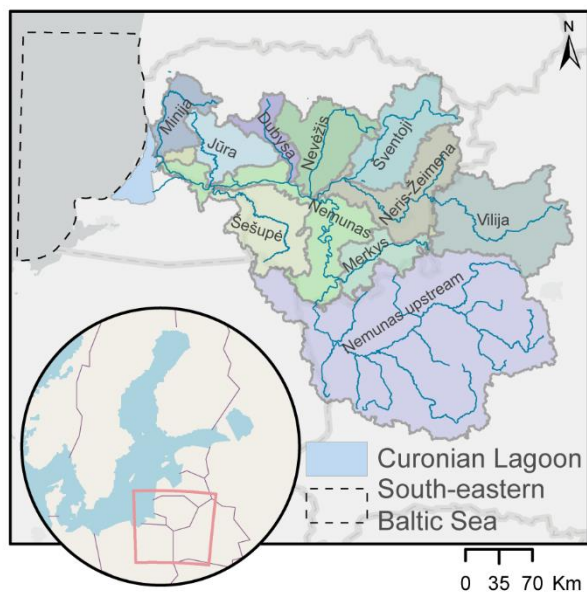 N
Minija
Jūra
Dubysa
Nevėžis
Šventoji
Neris-Žeimena
Vilija
Šešupė
Nemunas
Merkys
Nemunas upstream
Curonian Lagoon
South-eastern
Baltic Sea
0 35 70 Km